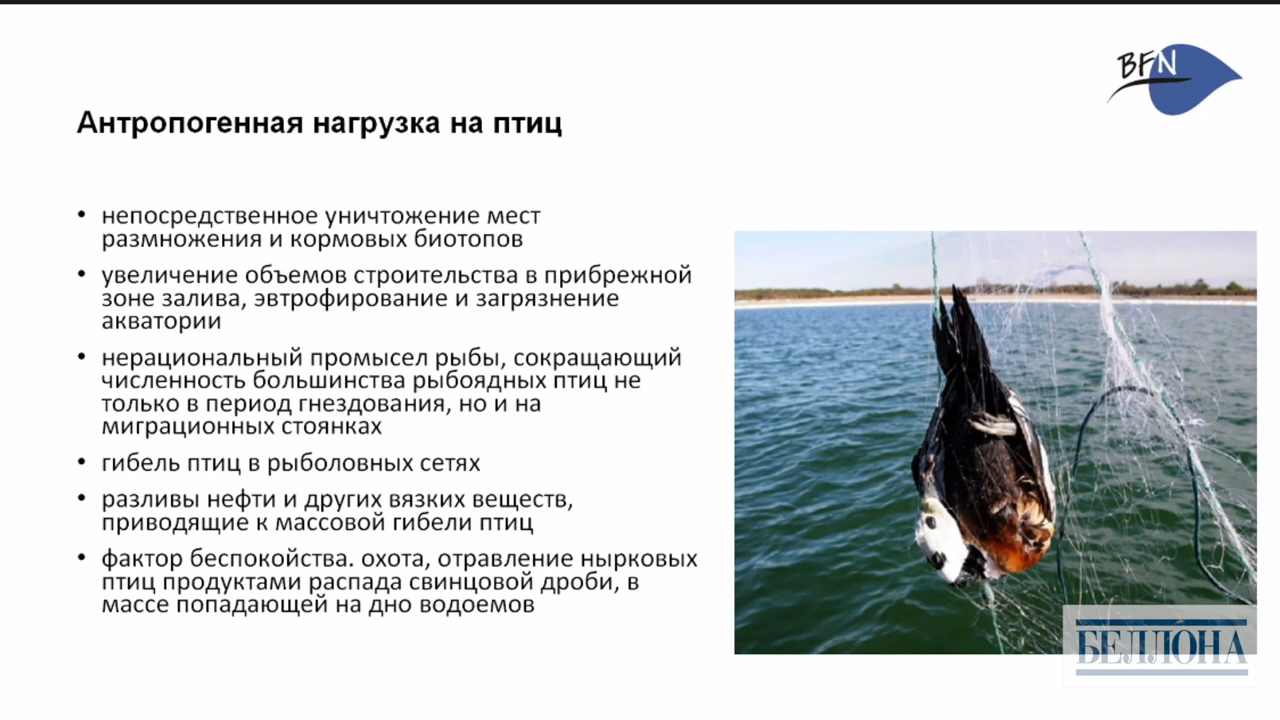 BFN
Антропогенная нагрузка на птиц
• непосредственное уничтожение мест
размножения и кормовых биотопов
• увеличение объемов строительства в прибрежной
зоне залива, эвтрофирование и загрязнение
акватории
• нерациональный промысел рыбы, сокращающий
численность большинства рыбоядных птиц не
только в период гнездования, но и на
миграционных стоянках
• гибель птиц в рыболовных сетях
• разливы нефти и других вязких веществ,
приводящие к массовой гибели птиц
• фактор беспокойства. охота, отравление нырковых
птиц продуктами распада свинцовой дроби, в
массе попадающей на дно водоемов
БЕЛЛОНА